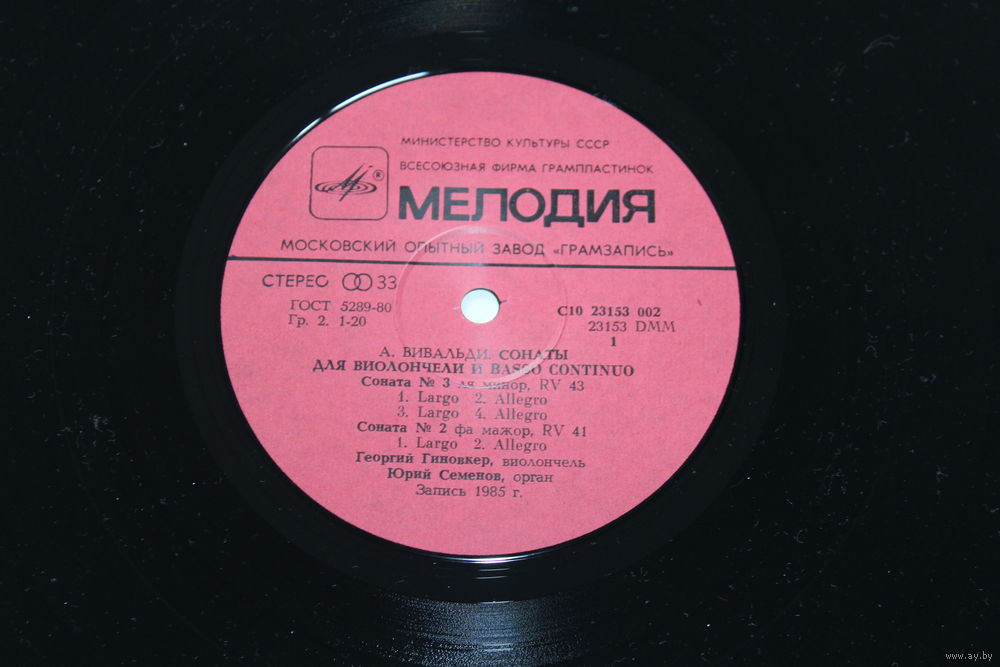 МИНИСТЕРСТВО КУЛЬТУРЫ СССР
ВСЕСОЮЗНАЯ ФИРМА ГРАМПЛАСТИНОК
®
МЕЛОДИЯ
МОСКОВСКИЙ ОПЫТНЫЙ ЗАВОД «ГРАМЗАПИСЬ»
СТЕРЕО 33
ГОСТ 5289-80
Гр. 2. 1-20
С10 23153 002
23153 DMM
1
А. ВИВАЛЬДИ. СОНАТЫ
ДЛЯ ВИОЛОНЧЕЛИ И BASSO CONTINUO
Соната № 3 ля минор, RV 43
1. Largo 2. Allegro
3. Largo 4. Allegro
Соната № 2 фа мажор, RV 41
1. Largo 2. Allegro
Георгий Гиновкер, виолончель
Юрий Семенов, орган
Запись 1985 г.
www.ay.by